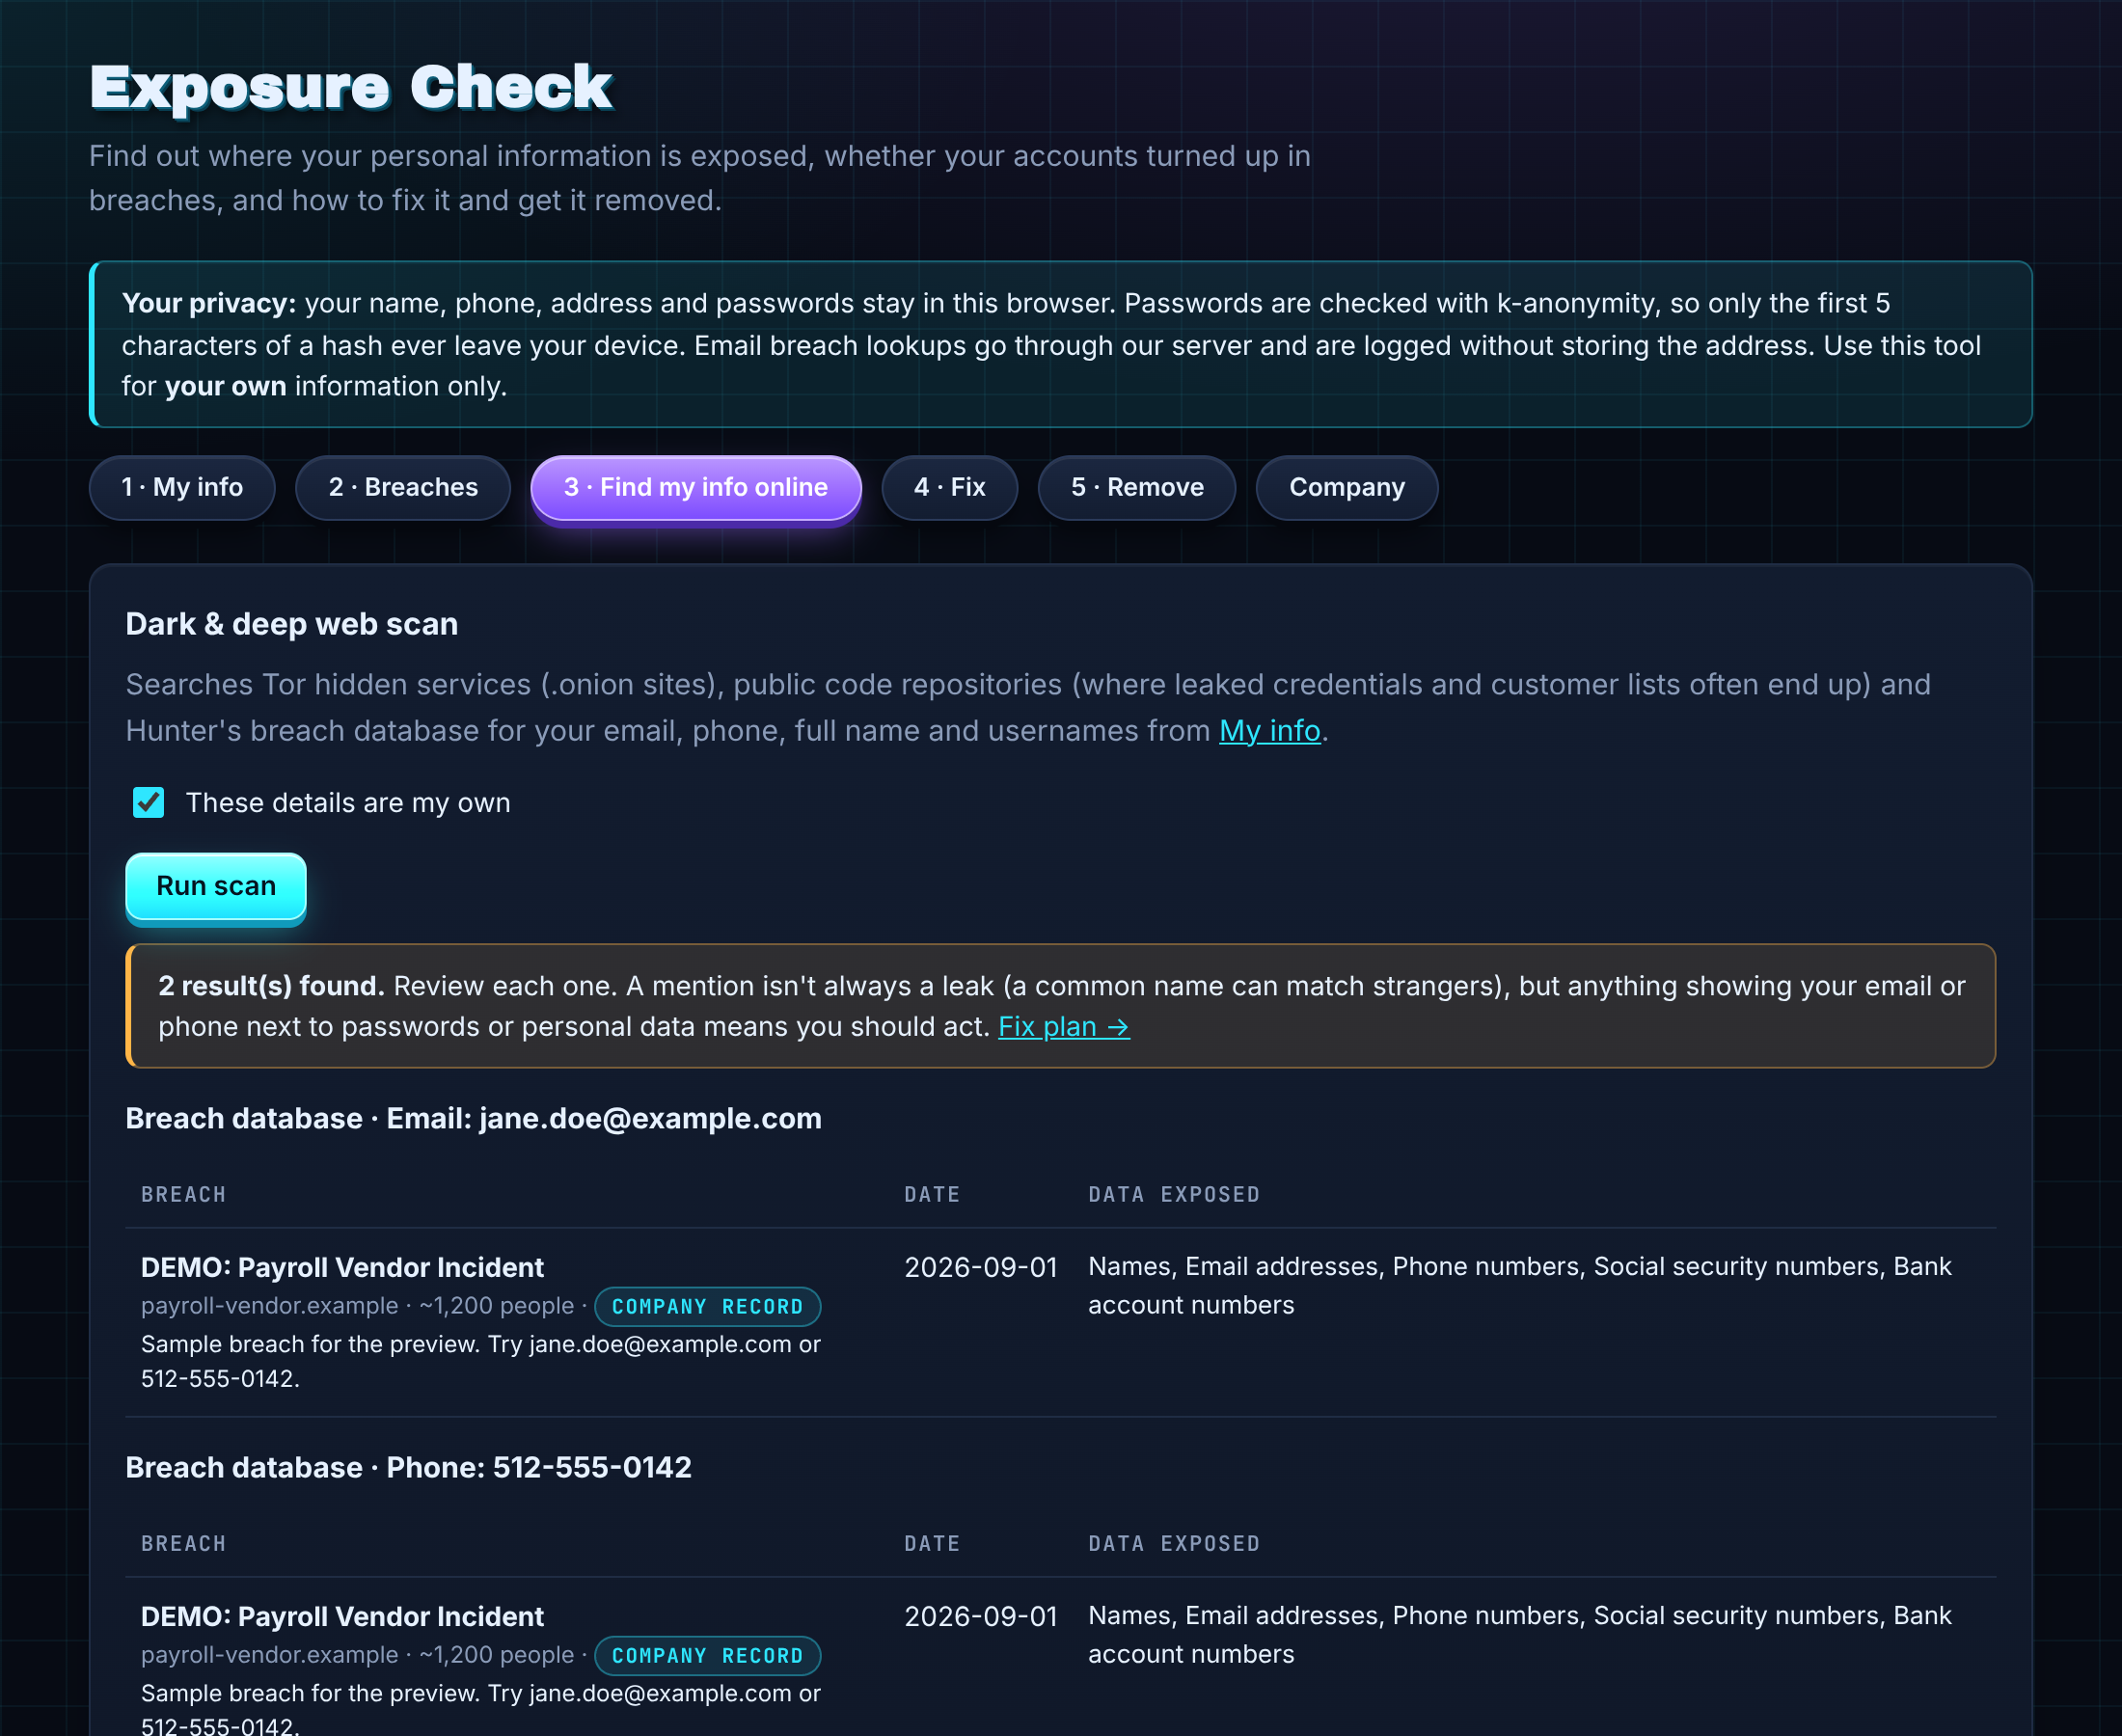 Exposure Check
Find out where your personal information is exposed, whether your accounts turned up in
breaches, and how to fix it and get it removed.
Your privacy: your name, phone, address and passwords stay in this browser. Passwords are checked with k-anonymity, so only the first 5
characters of a hash ever leave your device. Email breach lookups go through our server and are logged without storing the address. Use this tool
for your own information only.
1 · My info
2 · Breaches
3 · Find my info online
4 · Fix
5 · Remove
Company
Dark & deep web scan
Searches Tor hidden services (.onion sites), public code repositories (where leaked credentials and customer lists often end up) and
Hunter's breach database for your email, phone, full name and usernames from My info.
These details are my own
Run scan
2 result(s) found. Review each one. A mention isn't always a leak (a common name can match strangers), but anything showing your email or
phone next to passwords or personal data means you should act. Fix plan →
Breach database · Email: jane.doe@example.com
BREACH DATE DATA EXPOSED
DEMO: Payroll Vendor Incident 2026-09-01 Names, Email addresses, Phone numbers, Social security numbers, Bank
payroll-vendor.example · ~1,200 people · COMPANY RECORD account numbers
Sample breach for the preview. Try jane.doe@example.com or
512-555-0142.
Breach database · Phone: 512-555-0142
BREACH DATE DATA EXPOSED
DEMO: Payroll Vendor Incident 2026-09-01 Names, Email addresses, Phone numbers, Social security numbers, Bank
payroll-vendor.example · ~1,200 people · COMPANY RECORD account numbers
Sample breach for the preview. Try jane.doe@example.com or
512-555-0142.